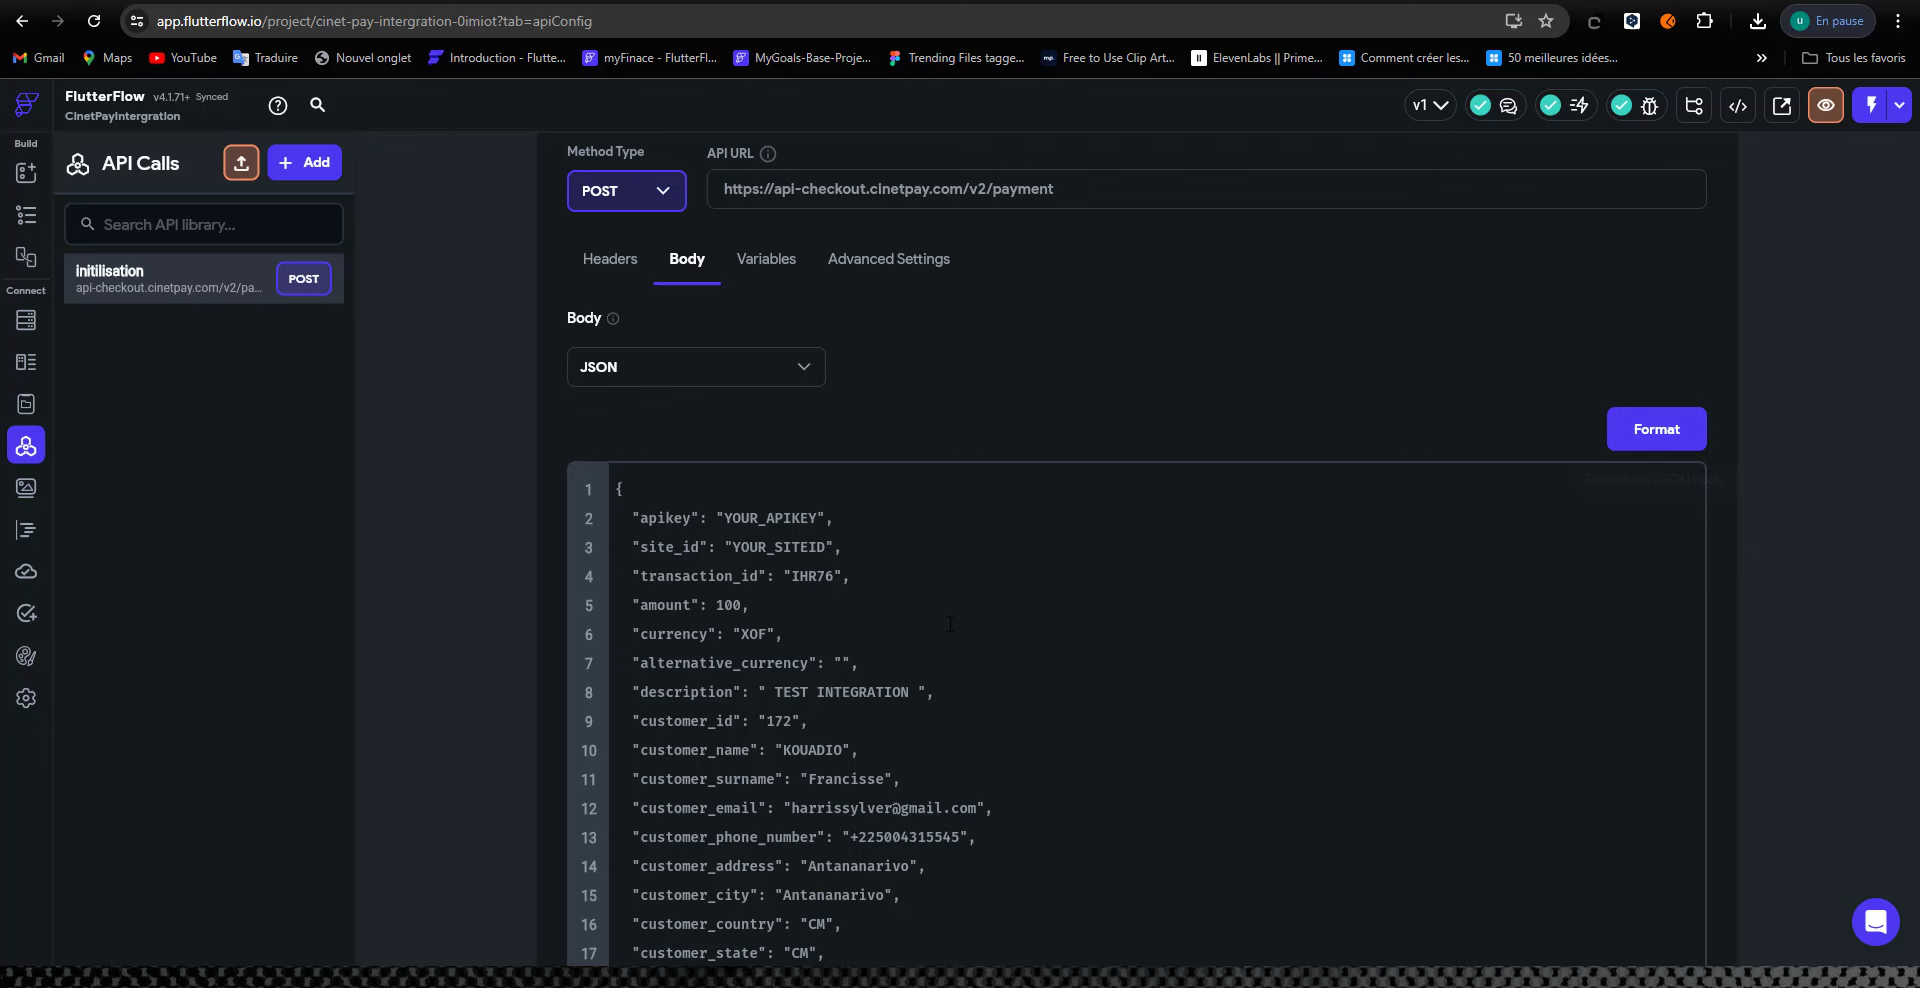 app.flutterflow.io/project/cinet-pay-intergration-0imiot?tab=apiConfig
u En pause
Gmail Maps YouTube Traduire Nouvel onglet Introduction - Flutte... myFinace - FlutterFl... MyGoals-Base-Proje... Trending Files tagge... Free to Use Clip Art... ElevenLabs || Prime... Comment créer les... 50 meilleures idées... » Tous les favoris
FlutterFlow v4.1.71+ Synced
CinetPayIntergration
v1
Build
Connect
API Calls
+ Add
Search API library...
initilisation
api-checkout.cinetpay.com/v2/pa...
POST
Method Type API URL
POST https://api-checkout.cinetpay.com/v2/payment
Headers Body Variables Advanced Settings
Body
JSON
Format
1 {
2 "apikey": "YOUR_APIKEY",
3 "site_id": "YOUR_SITEID",
4 "transaction_id": "IHR76",
5 "amount": 100,
6 "currency": "XOF",
7 "alternative_currency": "",
8 "description": " TEST INTEGRATION ",
9 "customer_id": "172",
10 "customer_name": "KOUADIO",
11 "customer_surname": "Francisse",
12 "customer_email": "harrissylver@gmail.com",
13 "customer_phone_number": "+225004315545",
14 "customer_address": "Antananarivo",
15 "customer_city": "Antananarivo",
16 "customer_country": "CM",
17 "customer_state": "CM",